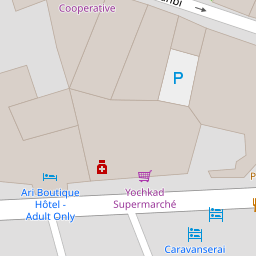 Cooperative
P
Ari Boutique
Hôtel -
Adult Only
Yochkad
Supermarché
Caravanserai